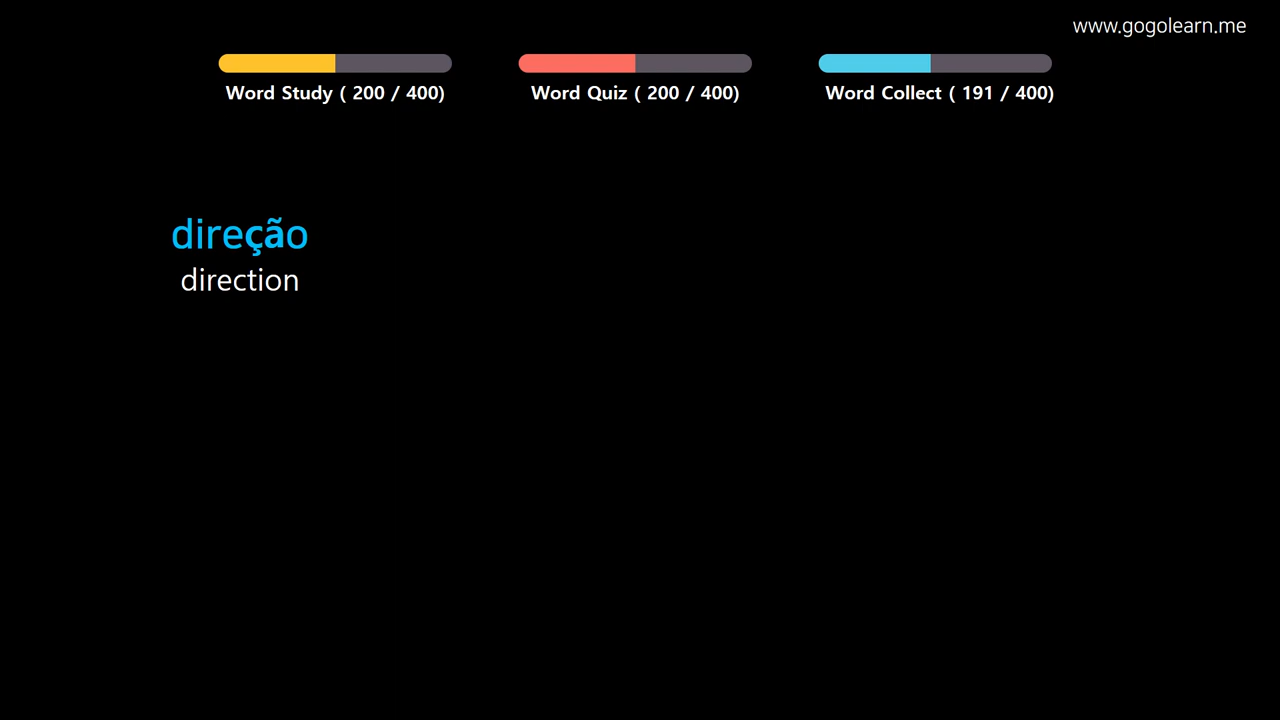 www.gogolearn.me
Word Study ( 200 / 400)
Word Quiz ( 200 / 400)
Word Collect ( 191 / 400)
direção
direction